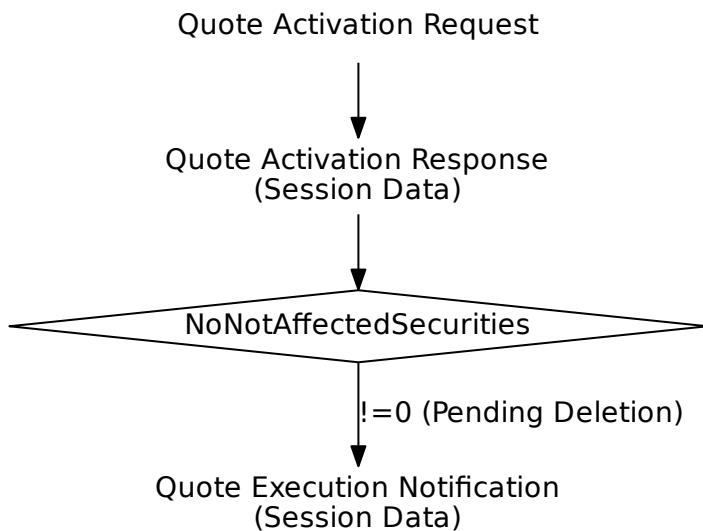 Quote Activation Request
Quote Activation Response
(Session Data)
NoNotAffectedSecurities
!=0 (Pending Deletion)
Quote Execution Notification
(Session Data)